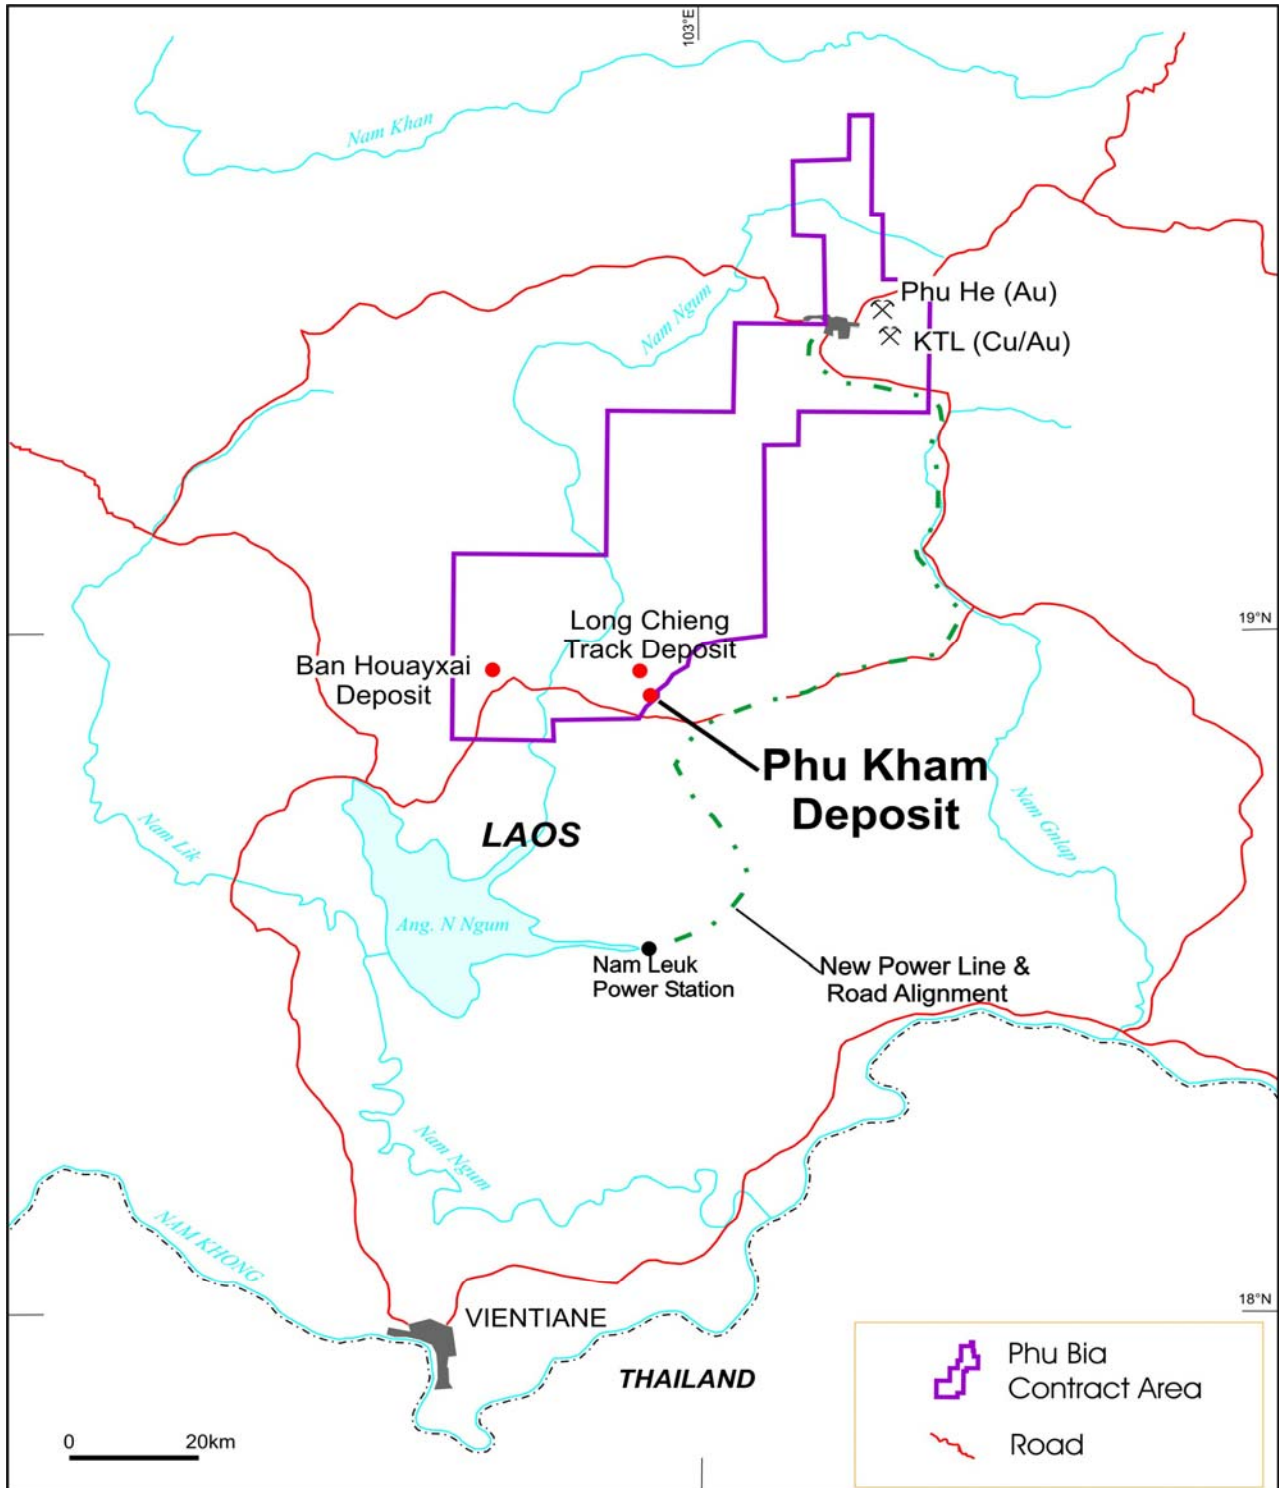 103°E
Nam Khan
Phu He (Au)
Nam Ngum
KTL (Cu/Au)
19°N
Long Chieng
Track Deposit
Ban Houayxai
Deposit
Phu Kham
Deposit
Nam Lik
LAOS
Nam Gnlap
Ang. N Ngum
Nam Leuk
Power Station
New Power Line &
Road Alignment
Nam Ngum
NAM KHONG
18°N
VIENTIANE
THAILAND
Phu Bia
Contract Area
Road
0 20km